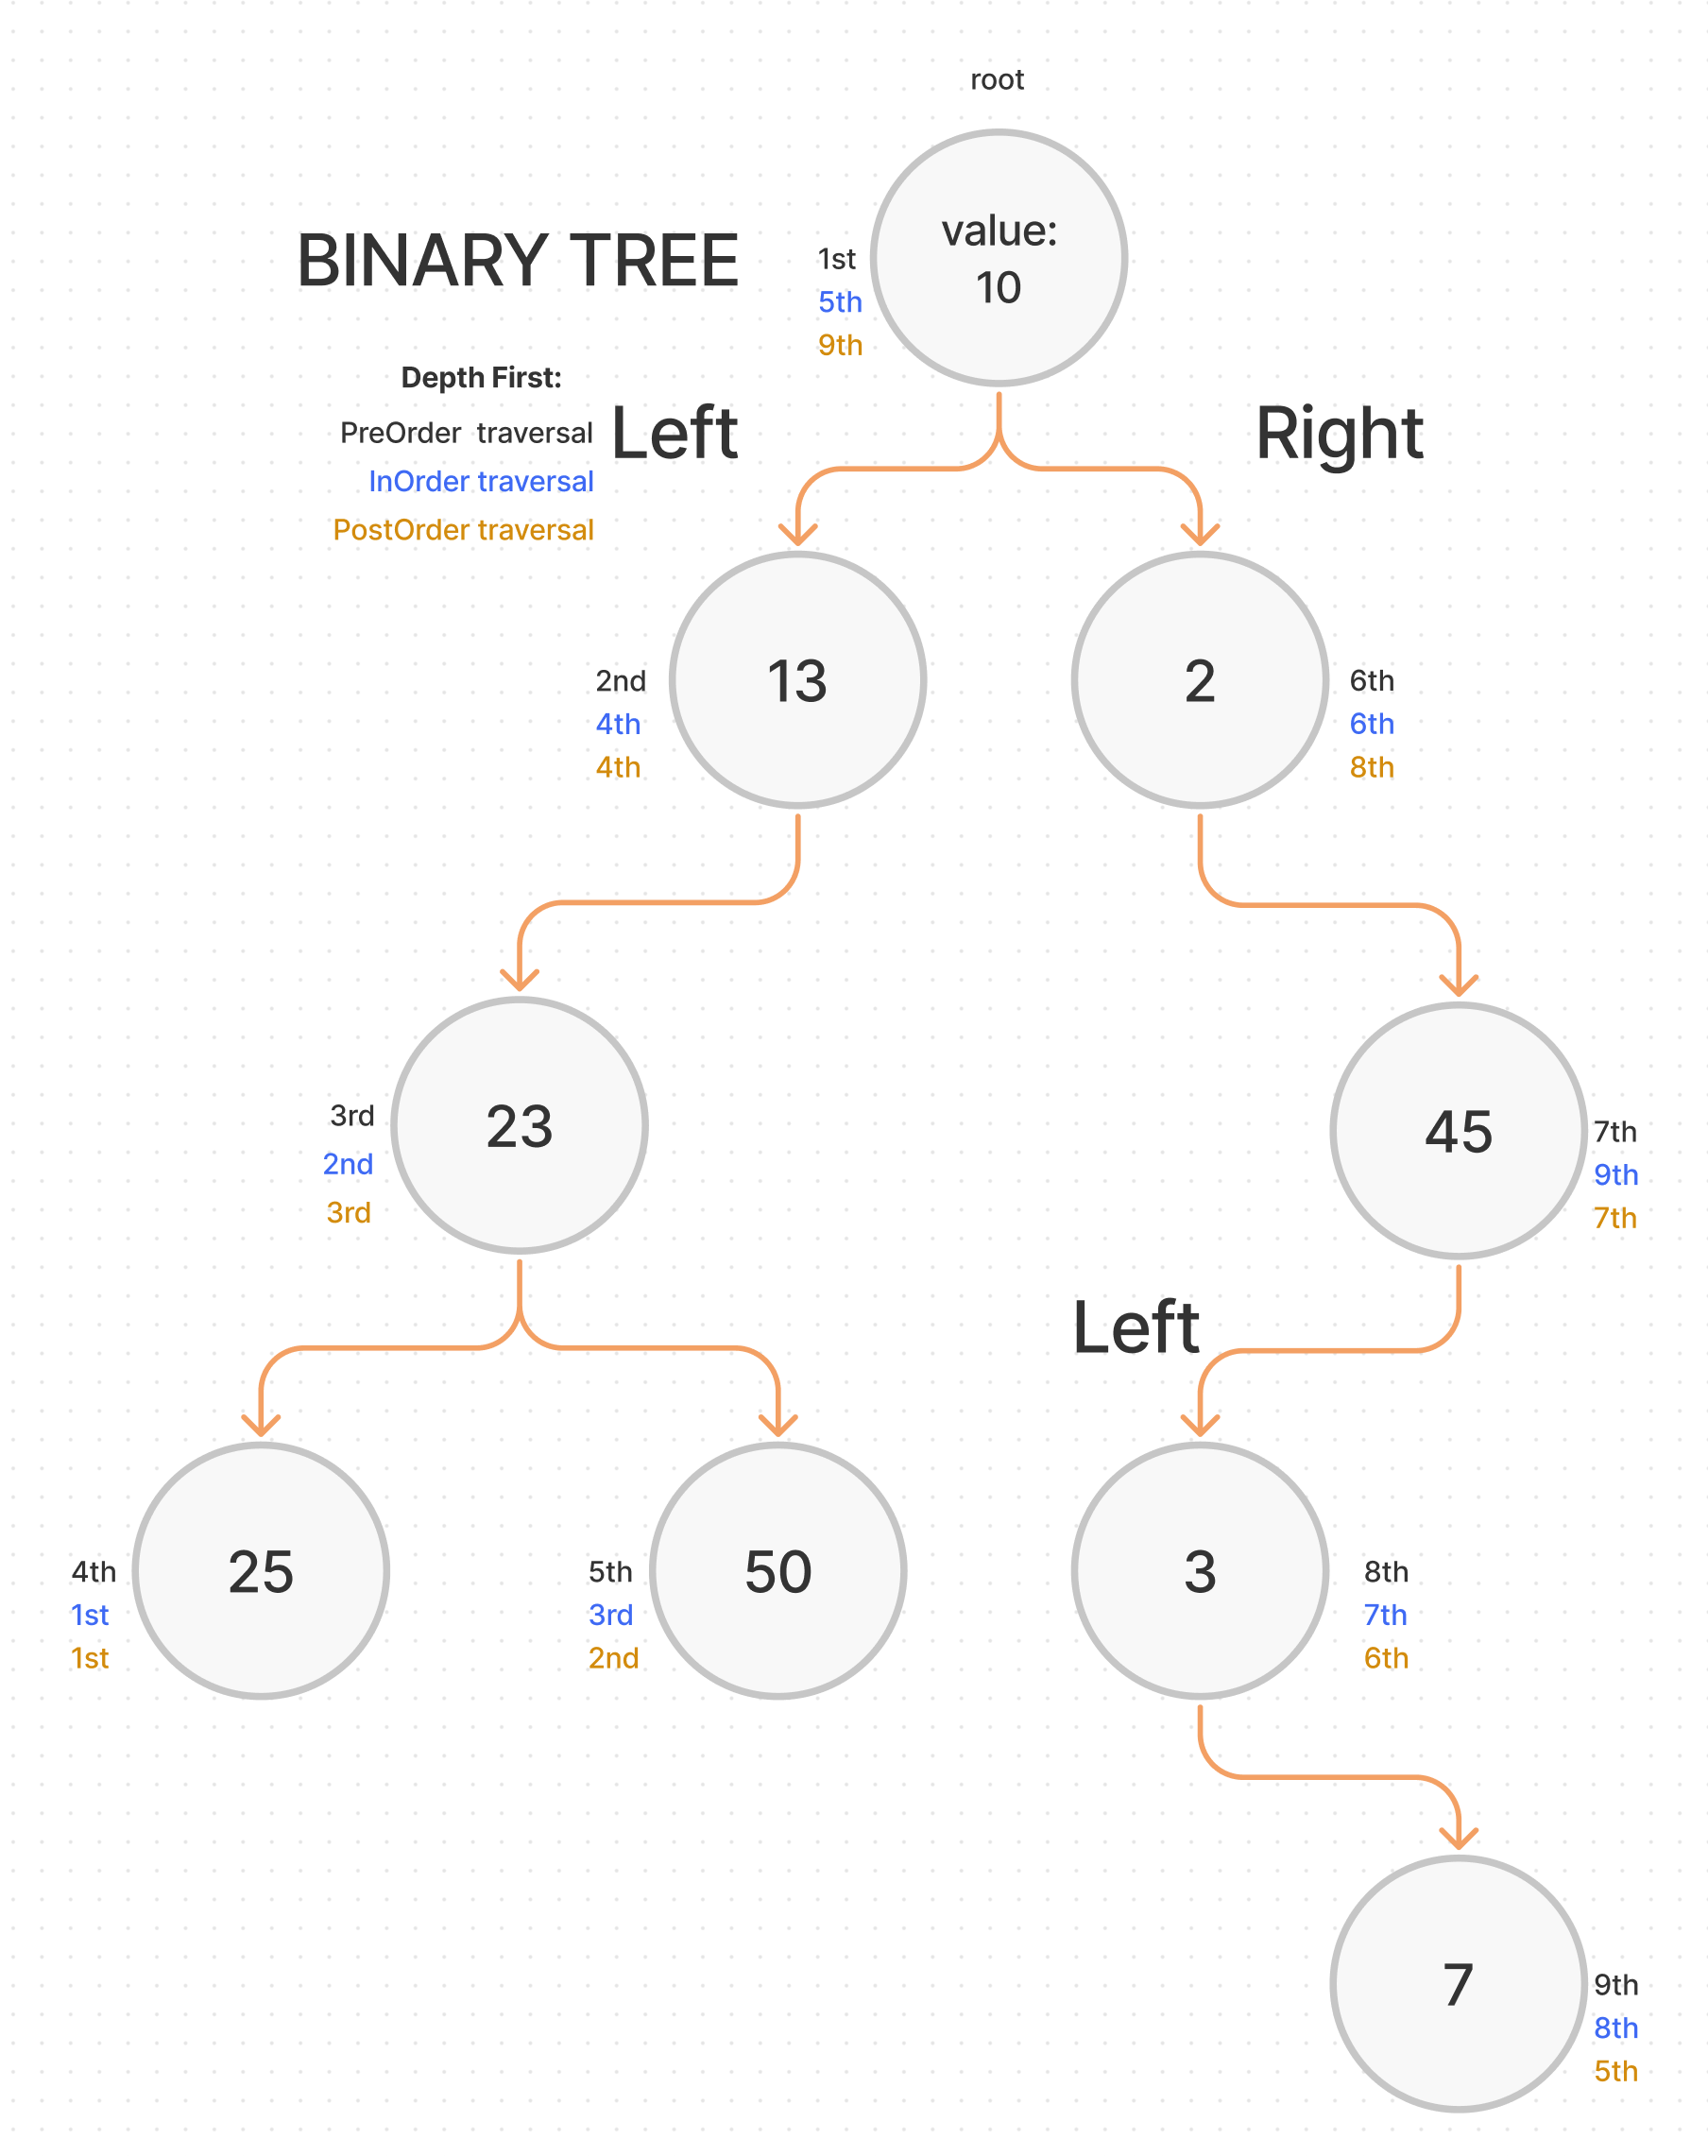 root
value:
10
1st
5th
9th
BINARY TREE
Depth First:
PreOrder traversal
InOrder traversal
PostOrder traversal
Left
Right
13
2nd
4th
4th
2
6th
6th
8th
23
3rd
2nd
3rd
45
7th
9th
7th
Left
25
4th
1st
1st
50
5th
3rd
2nd
3
8th
7th
6th
7
9th
8th
5th